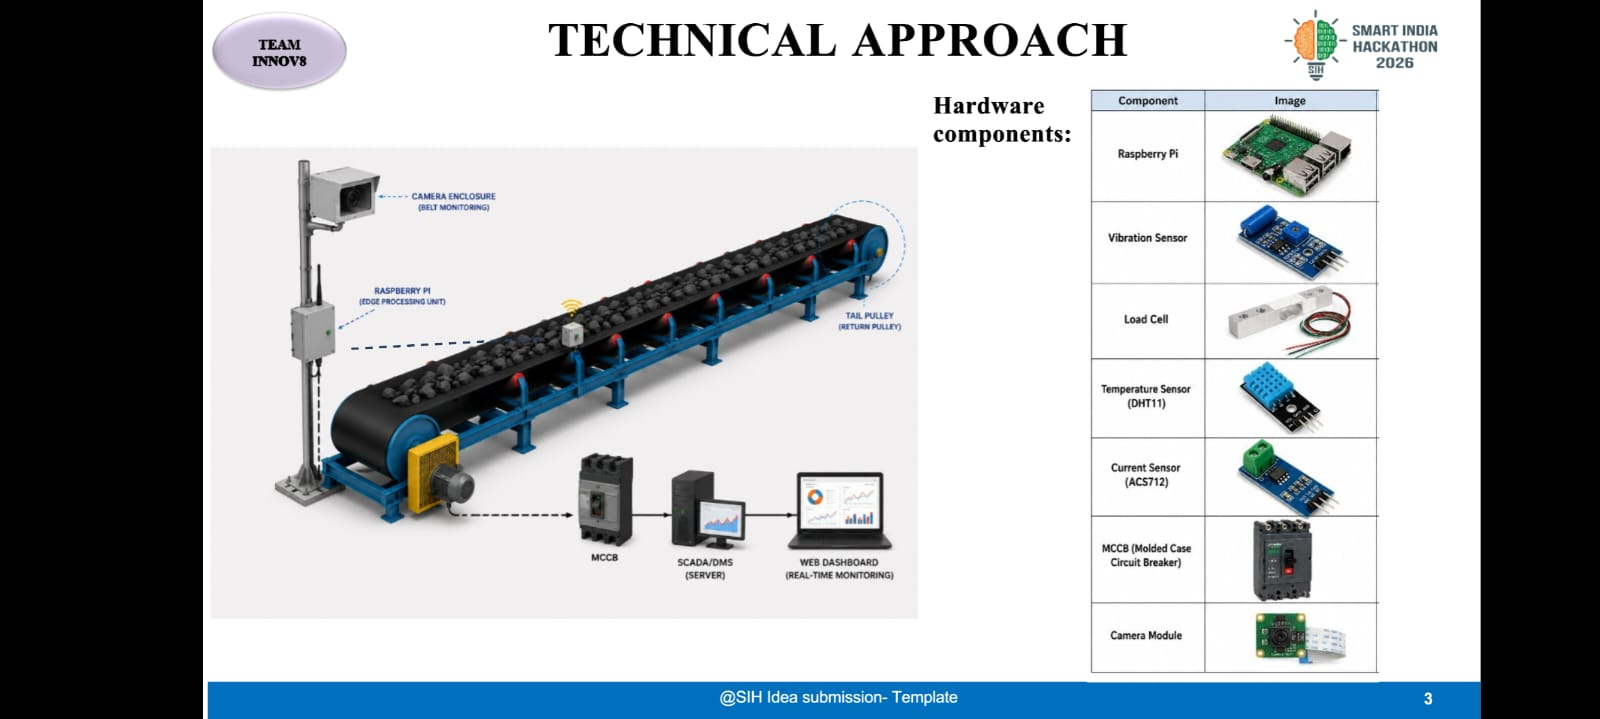 TEAM
INNOV8
TECHNICAL APPROACH
SIH
SMART INDIA
HACKATHON
2026
Hardware
components:
CAMERA ENCLOSURE
(BELT MONITORING)
RASPBERRY PI
(EDGE PROCESSING UNIT)
TAIL PULLEY
(RETURN PULLEY)
MCCB
SCADA/DMS
(SERVER)
WEB DASHBOARD
(REAL-TIME MONITORING)
Component
Image
Raspberry Pi
Vibration Sensor
Load Cell
Temperature Sensor
(DHT11)
Current Sensor
(ACS712)
MCCB (Molded Case
Circuit Breaker)
Camera Module
@SIH Idea submission- Template
3